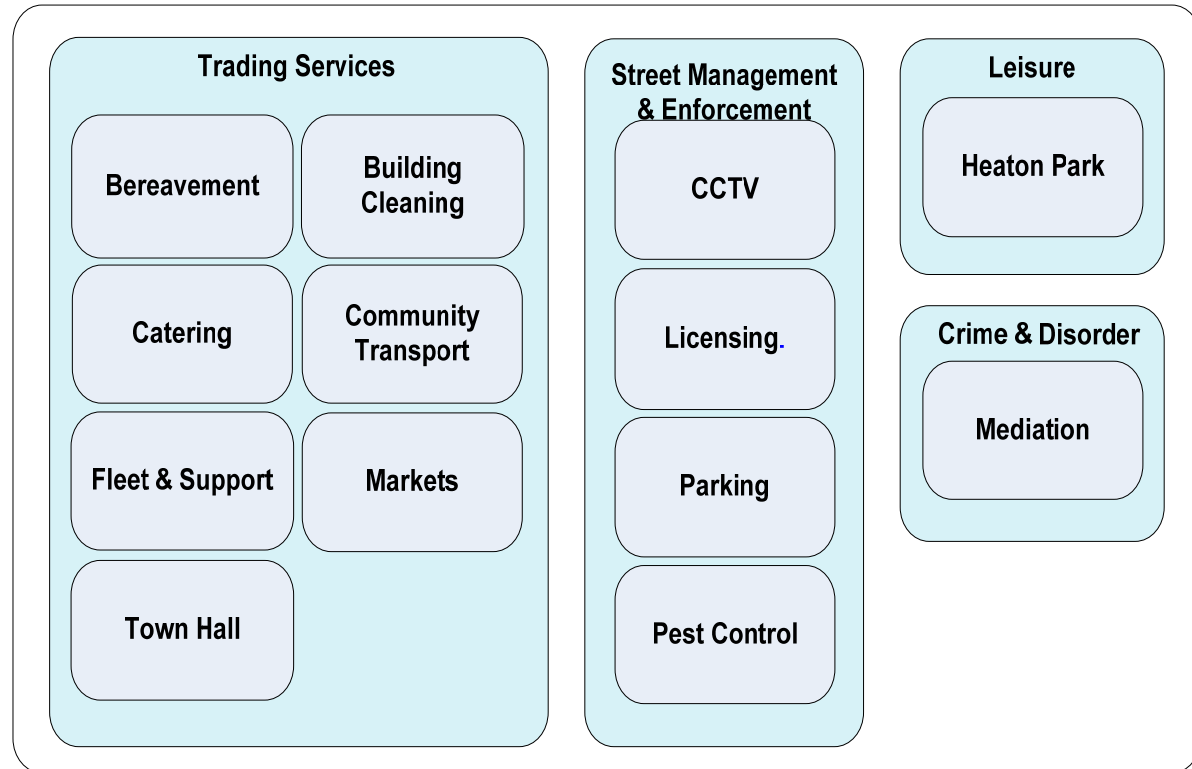 Trading Services
Bereavement
Building
Cleaning
Catering
Community
Transport
Fleet & Support
Markets
Town Hall
Street Management
& Enforcement
CCTV
Licensing.
Parking
Pest Control
Leisure
Heaton Park
Crime & Disorder
Mediation